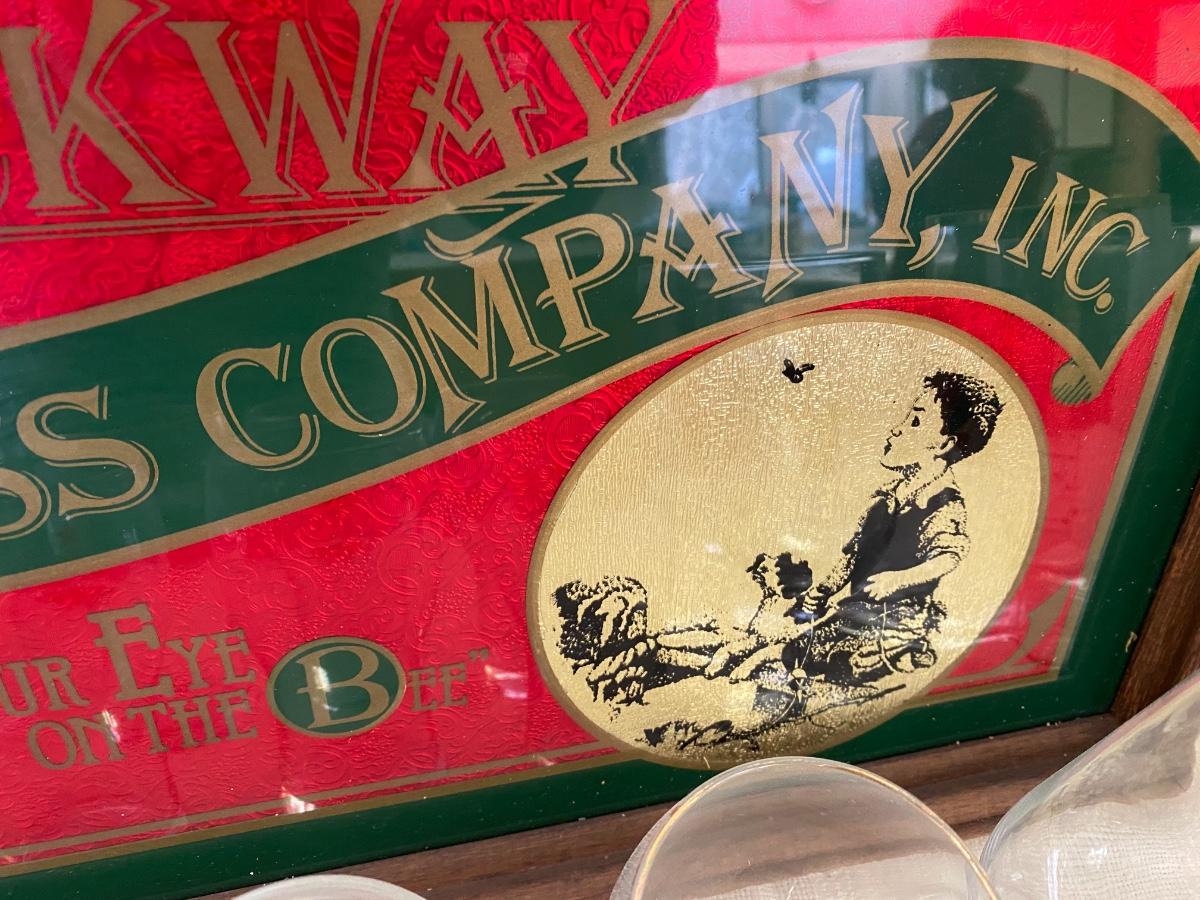 KWAY
SS COMPANY, INC.
UR EYE
ON THE BEE"